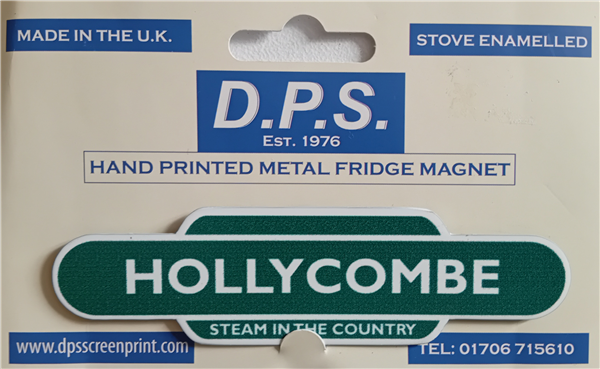 MADE IN THE U.K.
STOVE ENAMELLED
D.P.S.
EST. 1976
HAND PRINTED METAL FRIDGE MAGNET
HOLLYCOMBE
STEAM IN THE COUNTRY
www.dpsscreenprint.com
TEL: 01706 715610